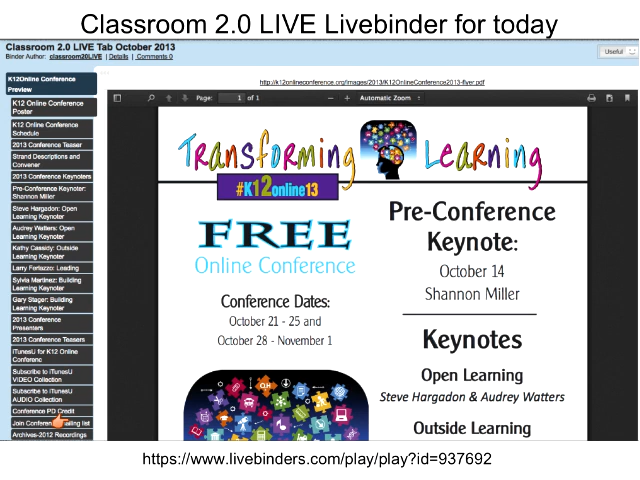 Classroom 2.0 LIVE Livebinder for today
Classroom 2.0 LIVE Tab October 2013
Binder Author: classroom20LIVE | Details | Comments 0
Useful
K12Online Conference
Preview
K12 Online Conference
Poster
K12 Online Conference
Schedule
2013 Conference Teaser
Strand Descriptions and
Convener
2013 Conference Keynoters
Pre-Conference Keynoter:
Shannon Miller
Steve Hargadon: Open
Learning Keynoter
Audrey Watters: Open
Learning Keynoter
Kathy Cassidy: Outside
Learning Keynoter
Larry Ferlazzo: Leading
Sylvia Martinez: Building
Learning Keynoter
Gary Stager: Building
Learning Keynoter
2013 Conference
Presenters
2013 Conference Teasers
iTunesU for K12 Online
Conferenc
Subscribe to iTunesU
VIDEO Collection
Subscribe to iTunesU
AUDIO Collection
Conference PD Credit
Join Conferen ailing list
Archives-2012 Recordings
http://k12onlineconference.org/images/2013/K12OnlineConference2013-flyer.pdf
Page: 1 of 1
Automatic Zoom
Transforming Learning
#K12online13
FREE
Online Conference
Conference Dates:
October 21 - 25 and
October 28 - November 1
Pre-Conference
Keynote:
October 14
Shannon Miller
Keynotes
Open Learning
Steve Hargadon & Audrey Watters
Outside Learning
https://www.livebinders.com/play/play?id=937692